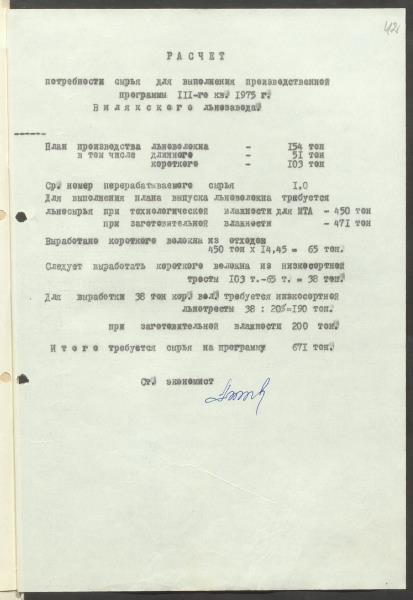 42
РАСЧЕТ
потребности сырья для выполнения производственной
программы III-го кв. 1975 г.
Вилякского льнозавода.
План производства льноволокна - 154 тон
в том числе длинного - 51 тон
короткого - 103 тон
Ср. номер перерабатываемого сырья 1,0
Для выполнения плана выпуска льноволокна требуется
льносырья при технологической влажности для МТА - 450 тон
при заготовительной влажности - 471 тон
Выработано короткого волокна из отходов
450 тон х 14,45 = 65 тон.
Следует выработать короткого волокна из низкосортной
тресты 103 т.-65 т. = 38 тон.
Для выработки 38 тон кор. вол. требуется низкосортной
льнотресты 38 : 20%=190 тон.
при заготовительной влажности 200 тон.
Итого требуется сырья на программу 671 тон.
Ст. экономист